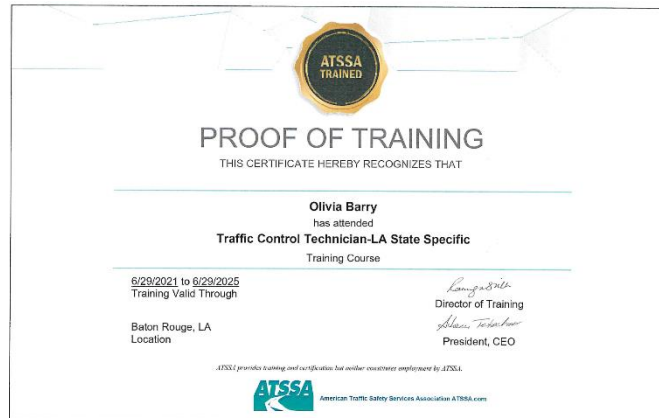 ATSSA
TRAINED
PROOF OF TRAINING
THIS CERTIFICATE HEREBY RECOGNIZES THAT
Olivia Barry
has attended
Traffic Control Technician-LA State Specific
Training Course
6/29/2021 to 6/29/2025
Training Valid Through
Director of Training
Baton Rouge, LA
Location
President, CEO
ATSSA provides training and certification but neither constitutes employment by ATSSA.
ATSSA
American Traffic Safety Services Association ATSSA.com